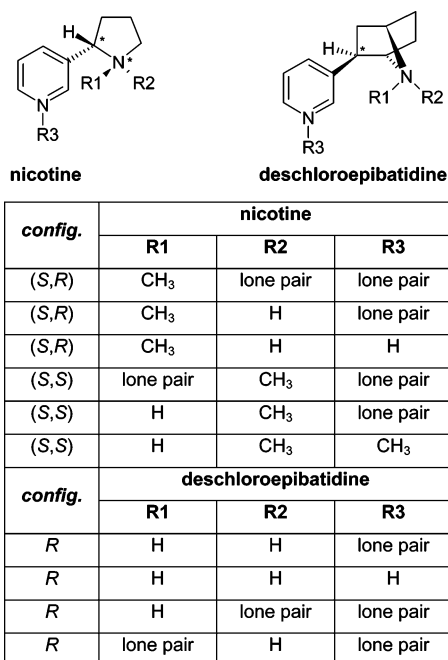 H
*
N
*
R1
R2
N
R3
H
*
N
R1
R2
N
R3
nicotine deschloroepibatidine
config. nicotine
R1 R2 R3
(S,R) CH₃ lone pair lone pair
(S,R) CH₃ H lone pair
(S,R) CH₃ H H
(S,S) lone pair CH₃ lone pair
(S,S) H CH₃ lone pair
(S,S) H CH₃ CH₃
config. deschloroepibatidine
R1 R2 R3
R H H lone pair
R H H H
R H lone pair lone pair
R lone pair H lone pair